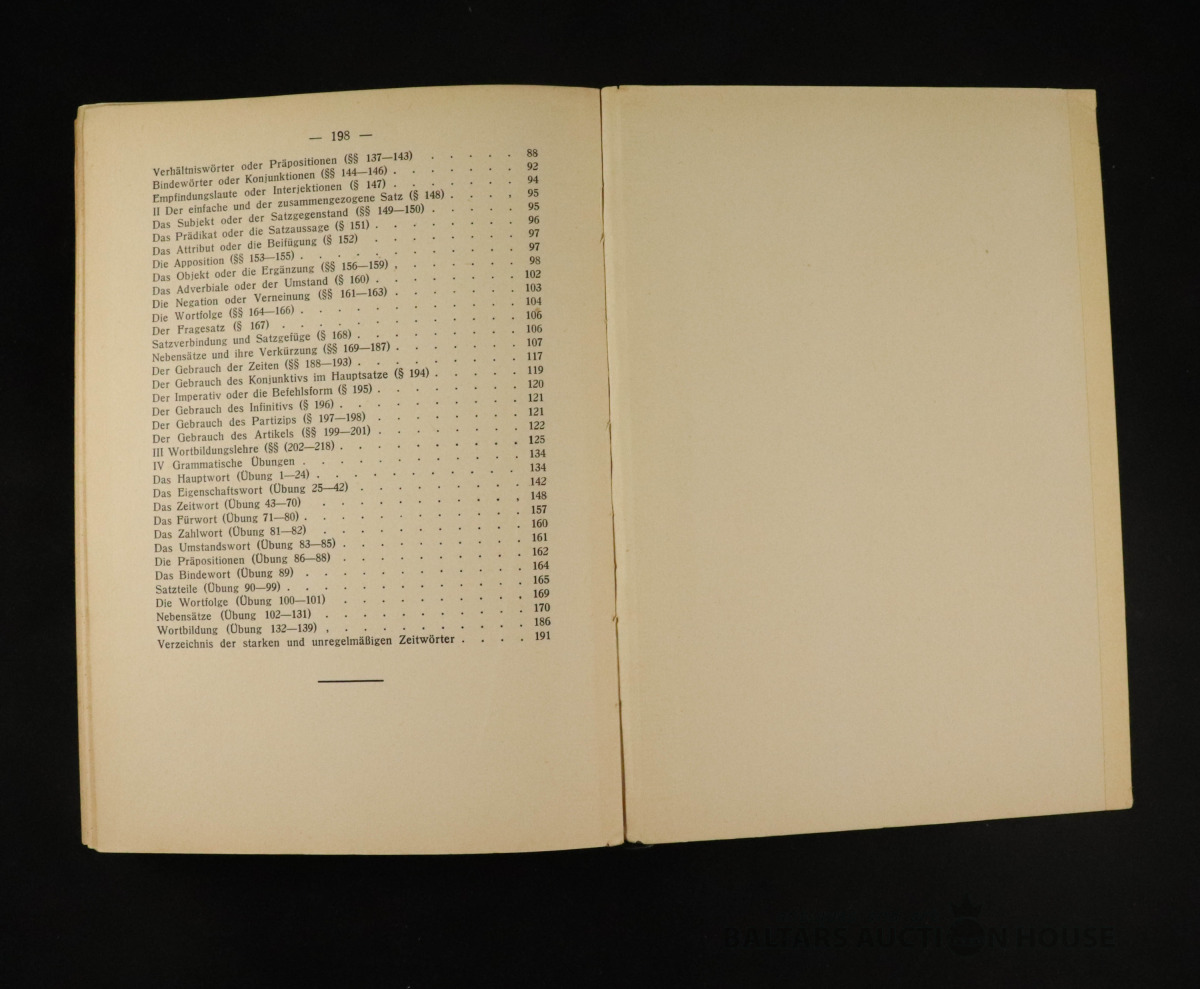 — 198 —
Verhältniswörter oder Präpositionen (§§ 137—143) . . . . . 88
Bindewörter oder Konjunktionen (§§ 144—146) . . . . . . . 92
Empfindungslaute oder Interjektionen (§ 147) . . . . . . . 94
II Der einfache und der zusammengezogene Satz (§ 148) . . . . 95
Das Subjekt oder der Satzgegenstand (§§ 149—150) . . . . . 95
Das Prädikat oder die Satzaussage (§ 151) . . . . . . . . 96
Das Attribut oder die Beifügung (§ 152) . . . . . . . . 97
Die Apposition (§§ 153—155) . . . . . . . . . . . . 97
Das Objekt oder die Ergänzung (§§ 156—159) . . . . . . . 98
Das Adverbiale oder der Umstand (§ 160) . . . . . . . . 102
Die Negation oder Verneinung (§§ 161—163) . . . . . . . 103
Die Wortfolge (§§ 164—166) . . . . . . . . . . . . 104
Der Fragesatz (§ 167) . . . . . . . . . . . . . 106
Satzverbindung und Satzgefüge (§ 168) . . . . . . . . . 106
Nebensätze und ihre Verkürzung (§§ 169—187) . . . . . . . 107
Der Gebrauch der Zeiten (§§ 188—193) . . . . . . . . . 117
Der Gebrauch des Konjunktivs im Hauptsatze (§ 194) . . . . . 119
Der Imperativ oder die Befehlsform (§ 195) . . . . . . . . 120
Der Gebrauch des Infinitivs (§ 196) . . . . . . . . . . 121
Der Gebrauch des Partizips (§ 197—198) . . . . . . . . 121
Der Gebrauch des Artikels (§§ 199—201) . . . . . . . . 122
III Wortbildungslehre (§§ (202—218) . . . . . . . . . . 125
IV Grammatische Übungen . . . . . . . . . . . . 134
Das Hauptwort (Übung 1—24) . . . . . . . . . . . 134
Das Eigenschaftswort (Übung 25—42) . . . . . . . . . 142
Das Zeitwort (Übung 43—70) . . . . . . . . . . . 148
Das Fürwort (Übung 71—80) . . . . . . . . . . . . 157
Das Zahlwort (Übung 81—82) . . . . . . . . . . . 160
Das Umstandswort (Übung 83—85) . . . . . . . . . . 161
Die Präpositionen (Übung 86—88) . . . . . . . . . . 162
Das Bindewort (Übung 89) . . . . . . . . . . . . 164
Satzteile (Übung 90—99) . . . . . . . . . . . . . 165
Die Wortfolge (Übung 100—101) . . . . . . . . . . 169
Nebensätze (Übung 102—131) . . . . . . . . . . . 170
Wortbildung (Übung 132—139) , . . . . . . . . . . 186
Verzeichnis der starken und unregelmäßigen Zeitwörter . . . . 191
BALTARS AUCTION HOUSE